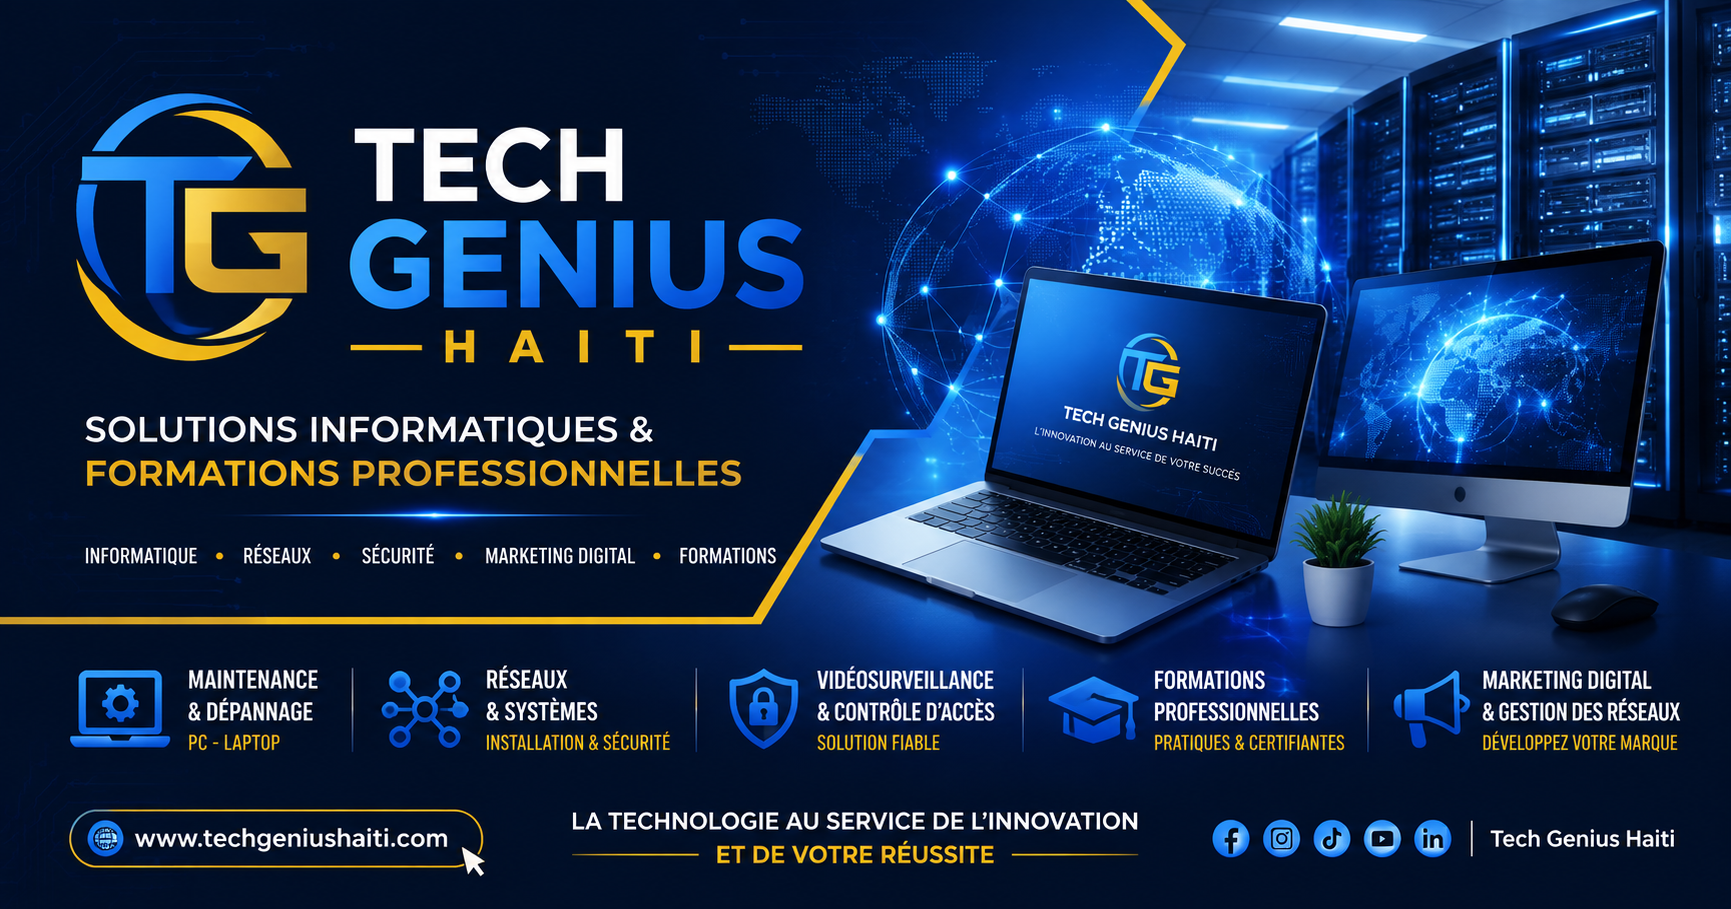 TG
TECH
GENIUS
HAITI
SOLUTIONS INFORMATIQUES &
FORMATIONS PROFESSIONNELLES
INFORMATIQUE • RÉSEAUX • SÉCURITÉ • MARKETING DIGITAL • FORMATIONS
TG
TECH GENIUS HAITI
L'INNOVATION AU SERVICE DE VOTRE SUCCÈS
MAINTENANCE
& DÉPANNAGE
PC - LAPTOP
RÉSEAUX
& SYSTÈMES
INSTALLATION & SÉCURITÉ
VIDÉOSURVEILLANCE
& CONTRÔLE D'ACCÈS
SOLUTION FIABLE
FORMATIONS
PROFESSIONNELLES
PRATIQUES & CERTIFIANTES
MARKETING DIGITAL
& GESTION DES RÉSEAUX
DÉVELOPPEZ VOTRE MARQUE
www.techgeniushaiti.com
LA TECHNOLOGIE AU SERVICE DE L'INNOVATION
ET DE VOTRE RÉUSSITE
Tech Genius Haiti